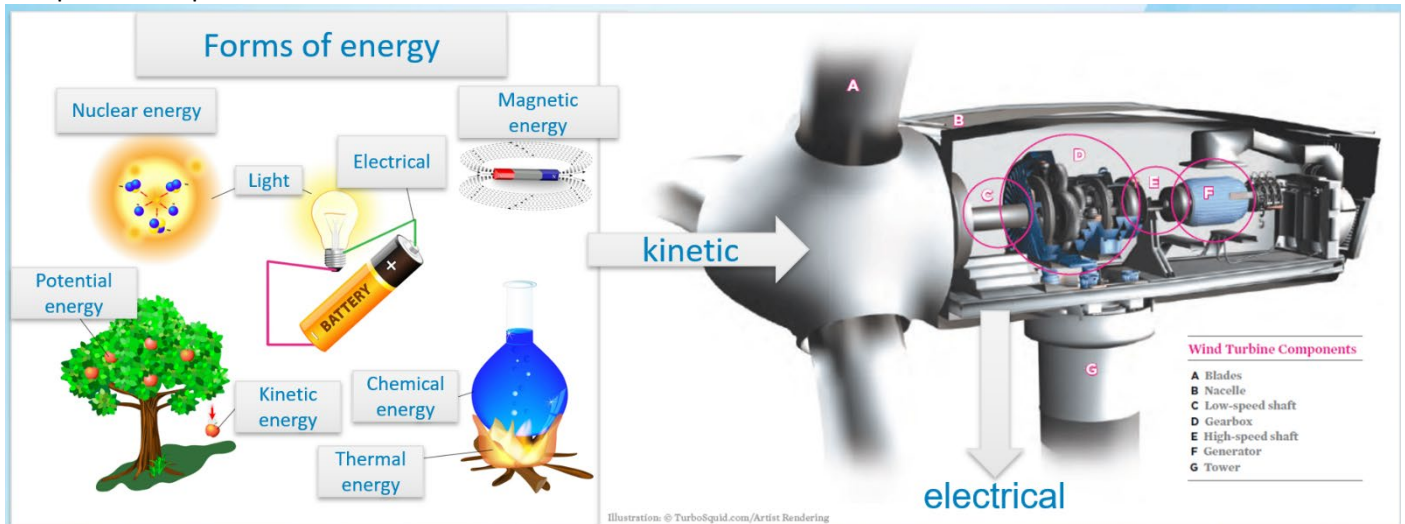 Forms of energy
Nuclear energy
Magnetic
energy
Electrical
Light
Potential
energy
+
BATTERY
Kinetic
energy
Chemical
energy
Thermal
energy
kinetic
A
B
C
D
E
F
G
electrical
Wind Turbine Components
A Blades
B Nacelle
C Low-speed shaft
D Gearbox
E High-speed shaft
F Generator
G Tower
Illustration: © TurboSquid.com/Artist Rendering